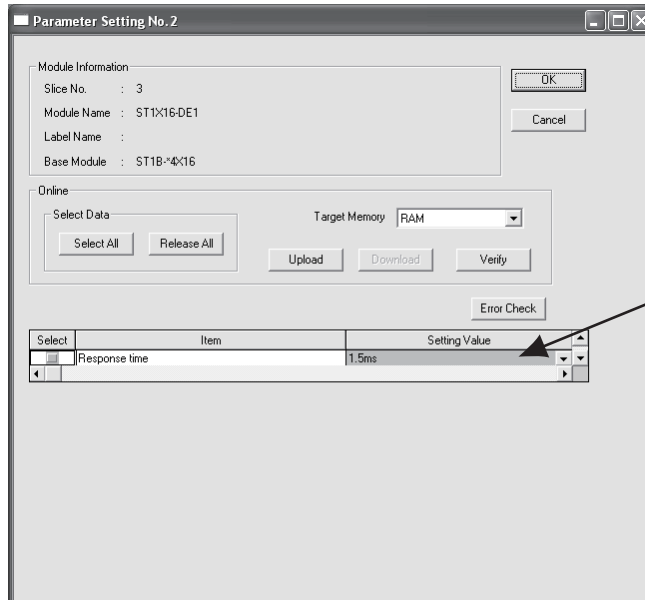 Parameter Setting No.2
Module Information
Slice No. : 3
Module Name : ST1X16-DE1
Label Name :
Base Module : ST1B-*4X16
OK
Cancel
Online
Select Data
Select All Release All
Target Memory RAM
Upload Download Verify
Error Check
Select Item Setting Value
Response time 1.5ms